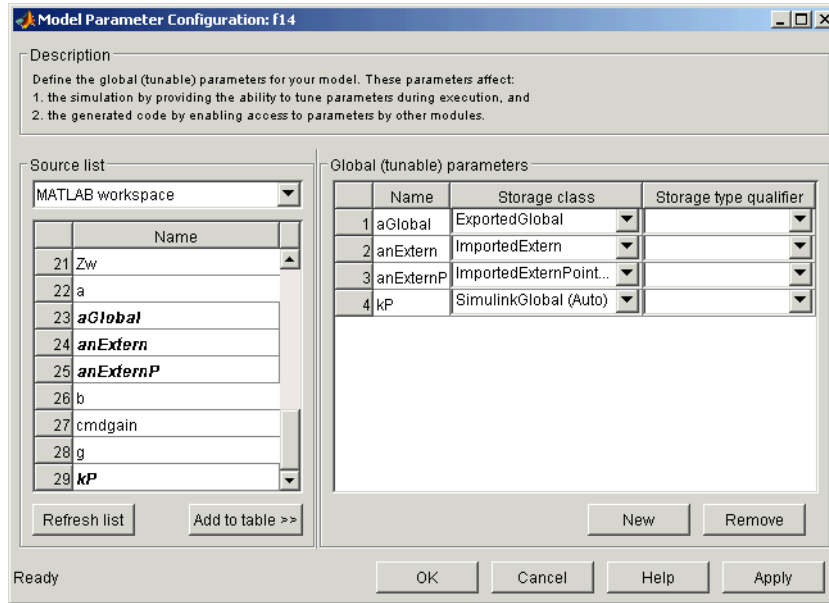 Model Parameter Configuration: f14
Description
Define the global (tunable) parameters for your model. These parameters affect:
1. the simulation by providing the ability to tune parameters during execution, and
2. the generated code by enabling access to parameters by other modules.
Source list
MATLAB workspace
Name
21 Zw
22 a
23 aGlobal
24 anExtern
25 anExternP
26 b
27 cmdgain
28 g
29 kP
Refresh list Add to table >>
Global (tunable) parameters
Name Storage class Storage type qualifier
1 aGlobal ExportedGlobal
2 anExtern ImportedExtern
3 anExternP ImportedExternPoint...
4 kP SimulinkGlobal (Auto)
New Remove
Ready OK Cancel Help Apply